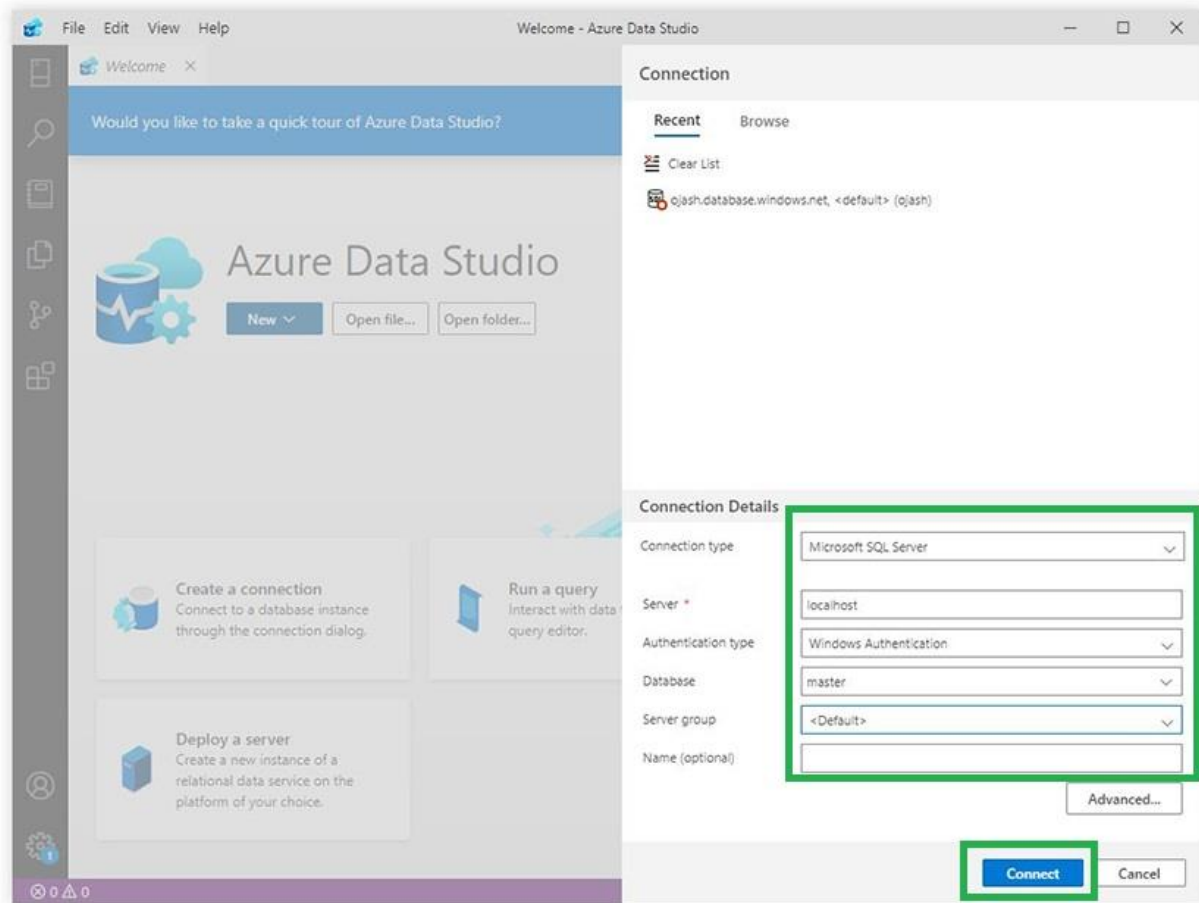 File Edit View Help
Welcome - Azure Data Studio
Welcome
Would you like to take a quick tour of Azure Data Studio?
Azure Data Studio
New
Open file...
Open folder...
Create a connection
Connect to a database instance
through the connection dialog.
Run a query
Interact with data
query editor.
Deploy a server
Create a new instance of a
relational data service on the
platform of your choice.
1
0 0
Connection
Recent Browse
Clear List
ojash.database.windows.net, <default> (ojash)
Connection Details
Connection type Microsoft SQL Server
Server * localhost
Authentication type Windows Authentication
Database master
Server group <Default>
Name (optional)
Advanced...
Connect Cancel